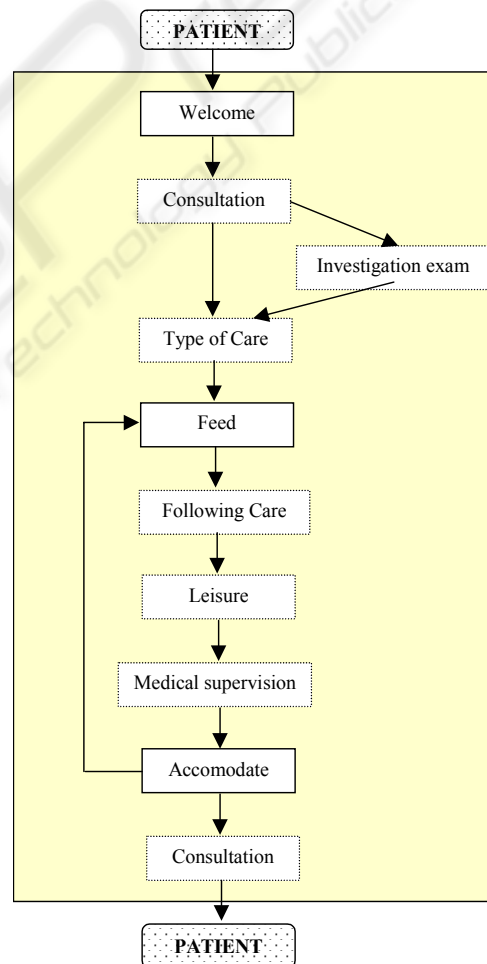 PATIENT
Welcome
Consultation
Investigation exam
Type of Care
Feed
Following Care
Leisure
Medical supervision
Accomodate
Consultation
PATIENT